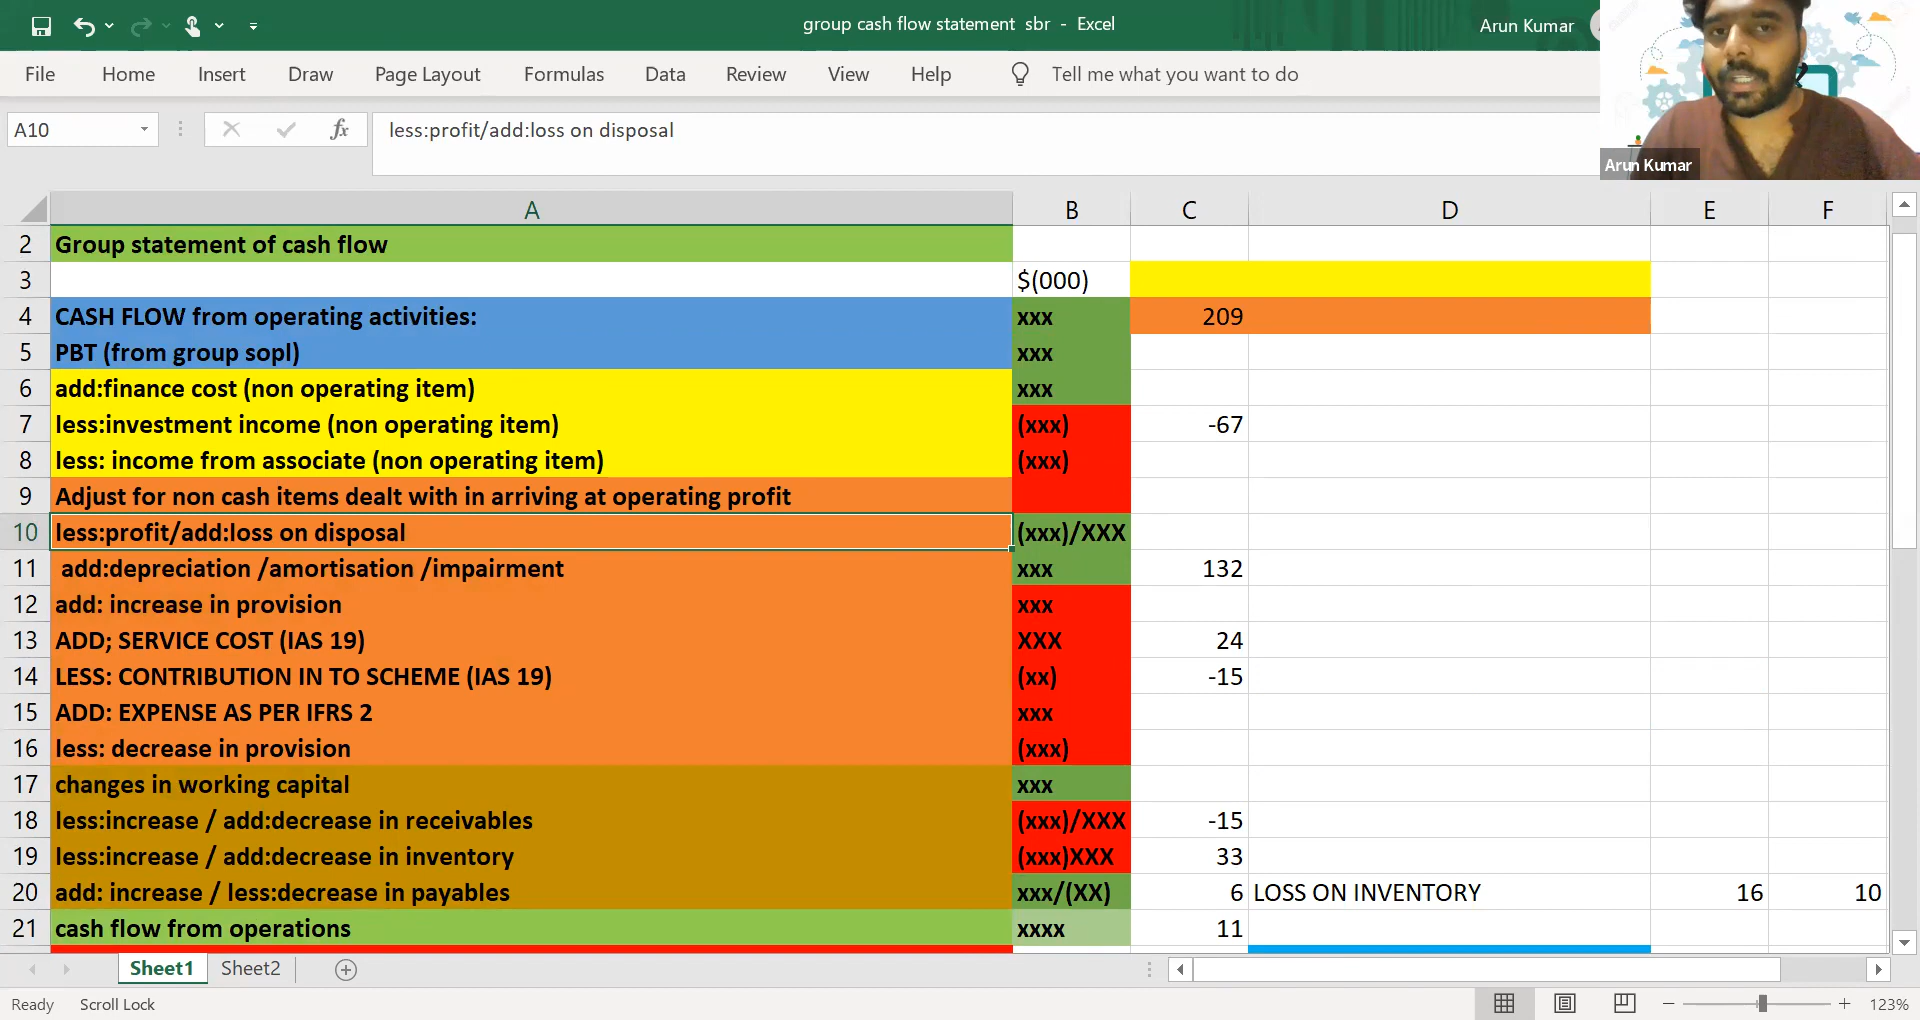 group cash flow statement sbr - Excel
Arun Kumar
File Home Insert Draw Page Layout Formulas Data Review View Help Tell me what you want to do
A10 fx less:profit/add:loss on disposal
Arun Kumar
A B C D E F
2 Group statement of cash flow
3 $(000)
4 CASH FLOW from operating activities: xxx 209
5 PBT (from group sopl) xxx
6 add:finance cost (non operating item) xxx
7 less:investment income (non operating item) (xxx) -67
8 less: income from associate (non operating item) (xxx)
9 Adjust for non cash items dealt with in arriving at operating profit
10 less:profit/add:loss on disposal (xxx)/XXX
11 add:depreciation /amortisation /impairment xxx 132
12 add: increase in provision xxx
13 ADD; SERVICE COST (IAS 19) XXX 24
14 LESS: CONTRIBUTION IN TO SCHEME (IAS 19) (xx) -15
15 ADD: EXPENSE AS PER IFRS 2 xxx
16 less: decrease in provision (xxx)
17 changes in working capital xxx
18 less:increase / add:decrease in receivables (xxx)/XXX -15
19 less:increase / add:decrease in inventory (xxx)XXX 33
20 add: increase / less:decrease in payables xxx/(XX) 6 LOSS ON INVENTORY 16 10
21 cash flow from operations xxxx 11
Sheet1 Sheet2
Ready Scroll Lock 123%